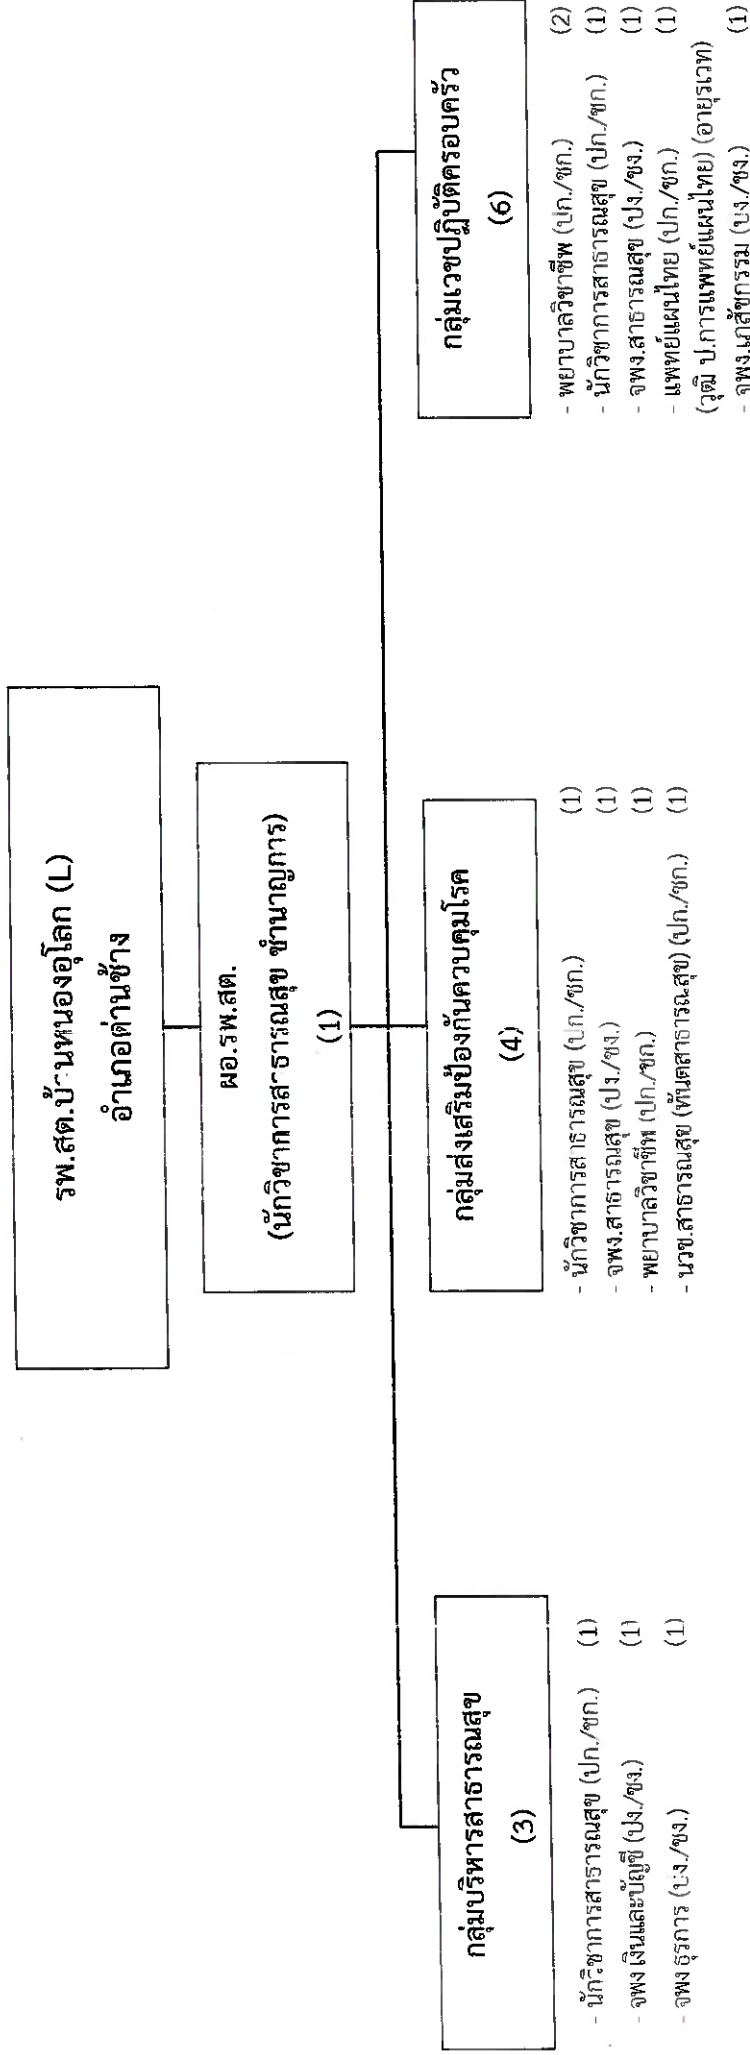 รพ.สต.บ้านหนองอุโลก (L)
อำเภอด่านช้าง
ผอ.รพ.สต.
(นักวิชาการสาธารณสุข ชำนาญการ)
(1)
กลุ่มบริหารสาธารณสุข
(3)
- นักวิชาการสาธารณสุข (ปก./ชก.) (1)
- จพง เงินและบัญชี (ปง./ชง.) (1)
- จพง ธุรการ (ปง./ชง.) (1)
กลุ่มส่งเสริมป้องกันควบคุมโรค
(4)
- นักวิชาการสาธารณสุข (ปก./ชก.) (1)
- จพง.สาธารณสุข (ปง./ชง.) (1)
- พยาบาลวิชาชีพ (ปก./ชก.) (1)
- นวช.สาธารณสุข (ทันตสาธารณสุข) (ปก./ชก.) (1)
กลุ่มเวชปฏิบัติครอบครัว
(6)
- พยาบาลวิชาชีพ (ปก./ชก.) (2)
- นักวิชาการสาธารณสุข (ปก./ชก.) (1)
- จพง.สาธารณสุข (ปง./ชง.) (1)
- แพทย์แผนไทย (ปก./ชก.) (1)
(วุฒิ ป.การแพทย์แผนไทย) (อายุรเวท)
- จพง.เภสัชกรรม (ปง./ชง.) (1)